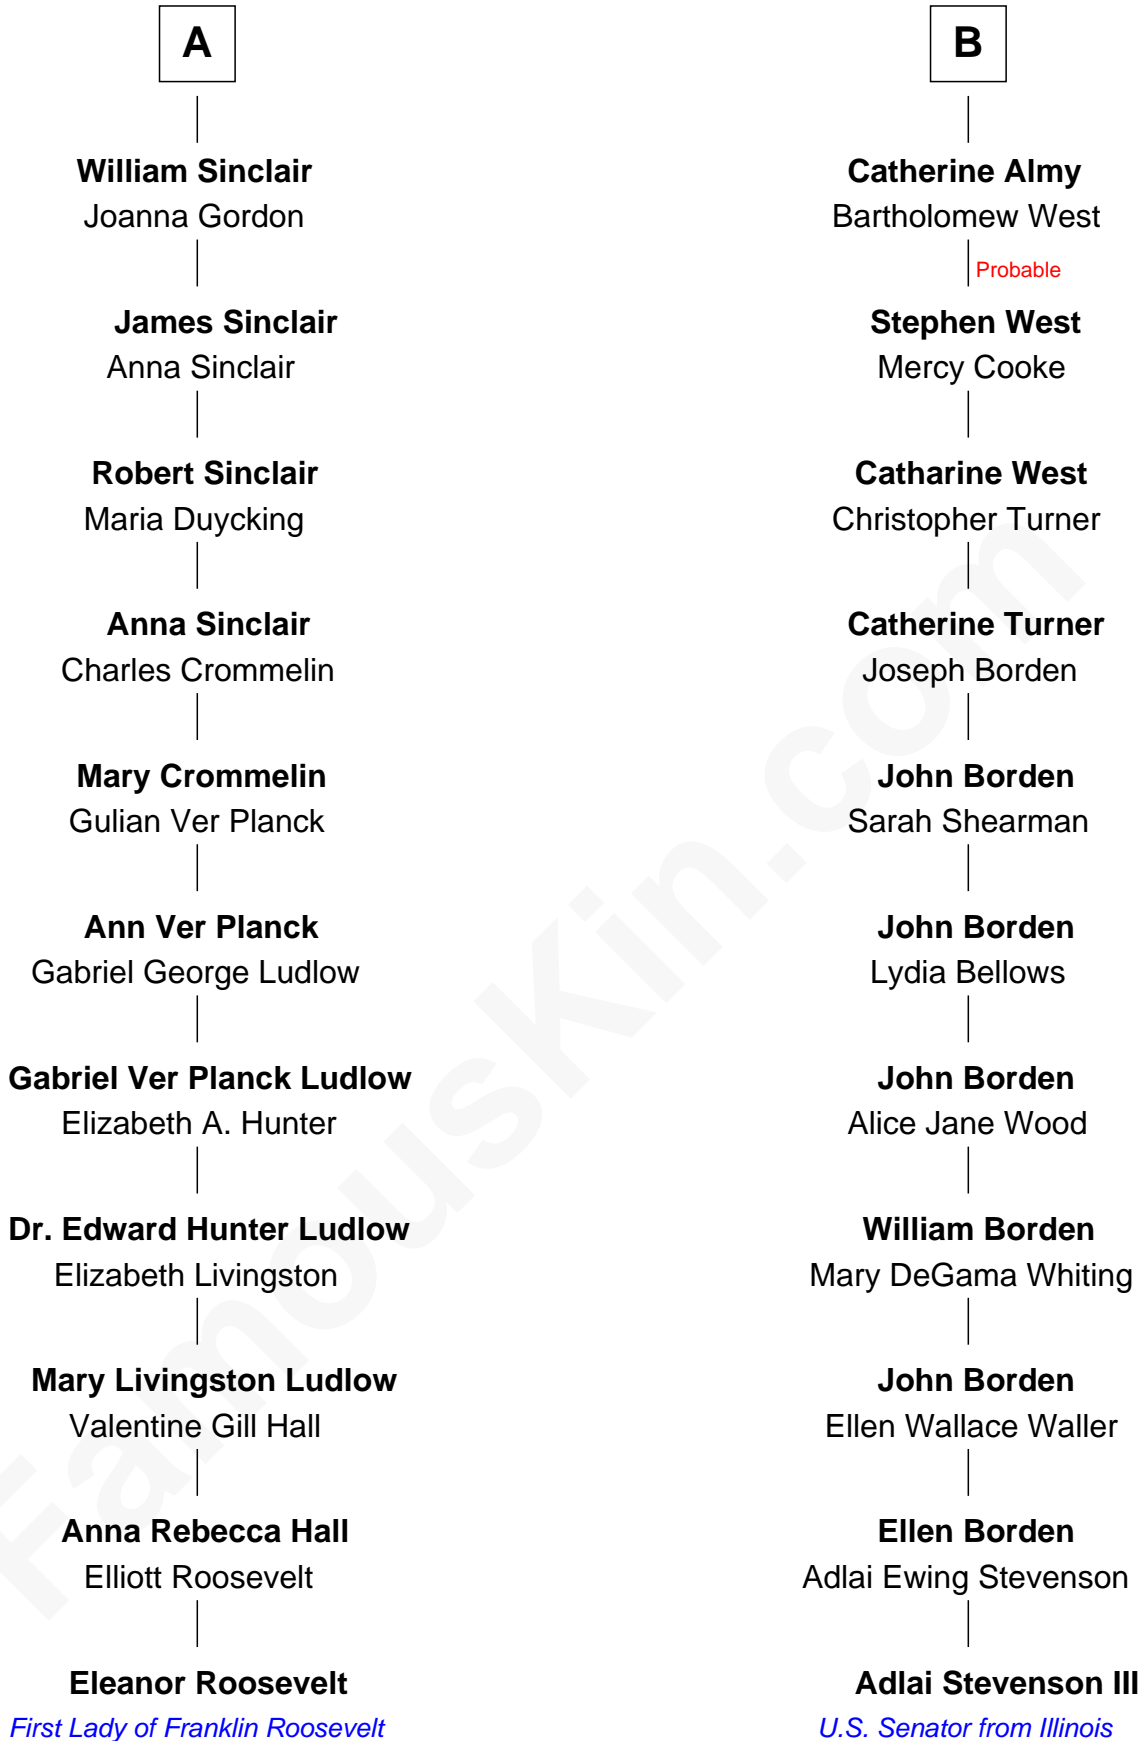 A
William Sinclair
Joanna Gordon
James Sinclair
Anna Sinclair
Robert Sinclair
Maria Duycking
Anna Sinclair
Charles Crommelin
Mary Crommelin
Gulian Ver Planck
Ann Ver Planck
Gabriel George Ludlow
Gabriel Ver Planck Ludlow
Elizabeth A. Hunter
Dr. Edward Hunter Ludlow
Elizabeth Livingston
Mary Livingston Ludlow
Valentine Gill Hall
Anna Rebecca Hall
Elliott Roosevelt
Eleanor Roosevelt
First Lady of Franklin Roosevelt
B
Catherine Almy
Bartholomew West
Probable
Stephen West
Mercy Cooke
Catharine West
Christopher Turner
Catherine Turner
Joseph Borden
John Borden
Sarah Shearman
John Borden
Lydia Bellows
John Borden
Alice Jane Wood
William Borden
Mary DeGama Whiting
John Borden
Ellen Wallace Waller
Ellen Borden
Adlai Ewing Stevenson
Adlai Stevenson III
U.S. Senator from Illinois
FamousKin.com